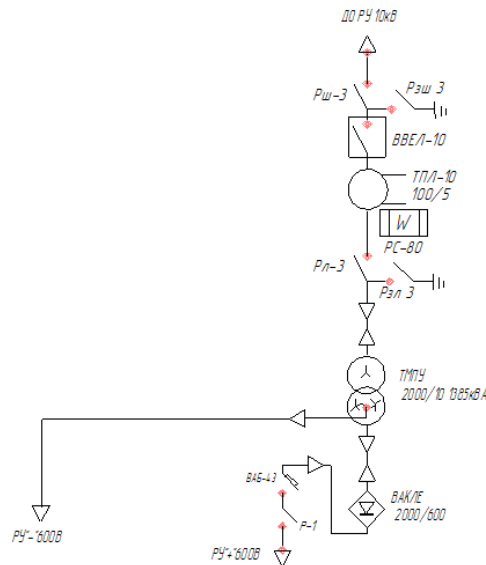 ДО РУ 10кВ
Рш-3
Рзш 3
ВВЕЛ-10
ТПЛ-10
100/5
W
РС-80
Рл-3
Рзл 3
ТМПУ
2000/10 1385кВ А
ВАБ-43
Р-1
ВАКЛЕ
2000/600
РУ"-"600В
РУ"+"600В